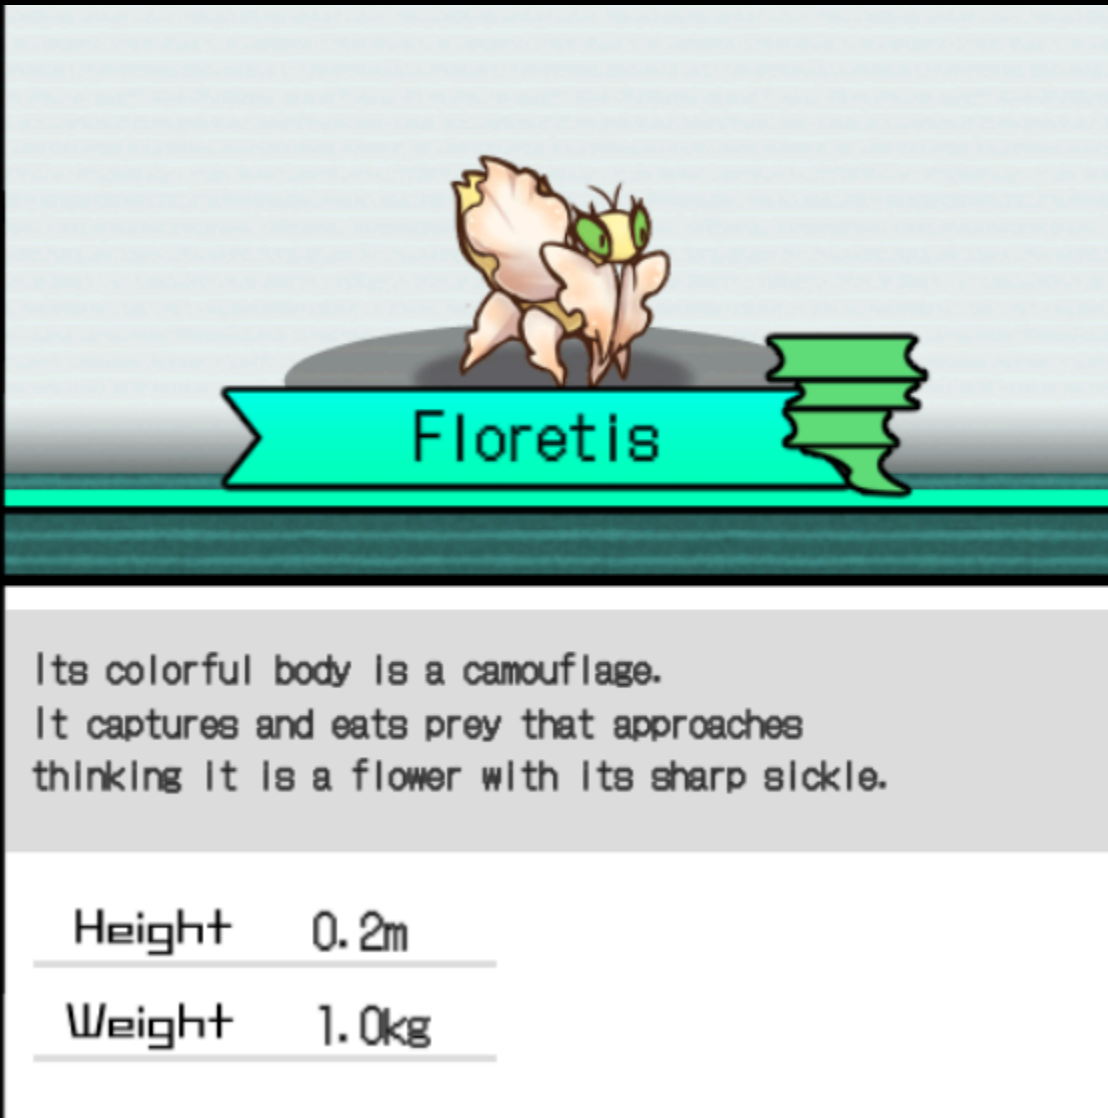 Floretis
Its colorful body is a camouflage.
It captures and eats prey that approaches
thinking it is a flower with its sharp sickle.
Height 0.2m
Weight 1.0kg